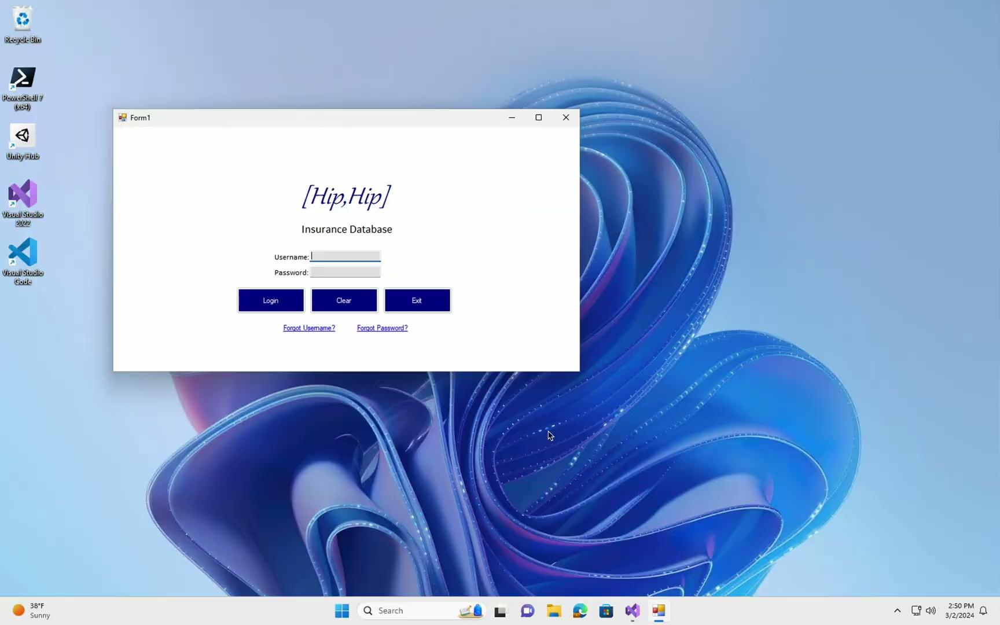 Recycle Bin
PowerShell 7
(x64)
Unity Hub
Visual Studio
2022
Visual Studio
Code
Form1
[Hip,Hip]
Insurance Database
Username:
Password:
Login
Clear
Exit
Forgot Username?
Forgot Password?
38°F
Sunny
Search
2:50 PM
3/2/2024